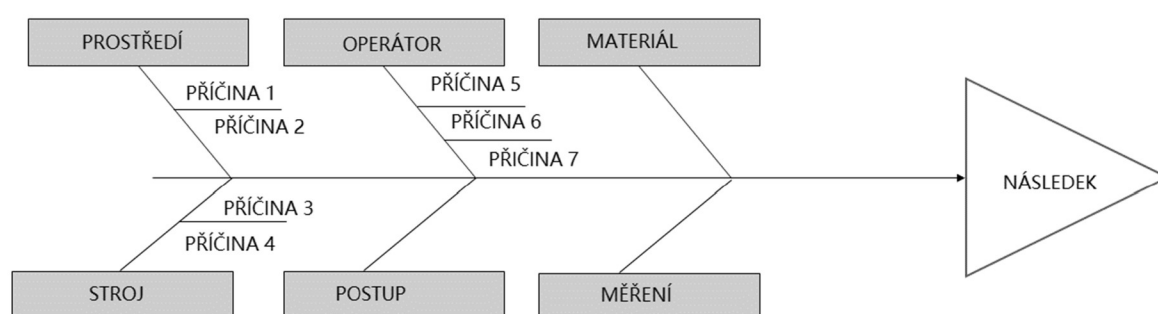 PROSTŘEDÍ
OPERÁTOR
MATERIÁL
PŘÍČINA 1
PŘÍČINA 2
PŘÍČINA 5
PŘÍČINA 6
PŘIČINA 7
NÁSLEDEK
PŘÍČINA 3
PŘÍČINA 4
STROJ
POSTUP
MĚŘENÍ